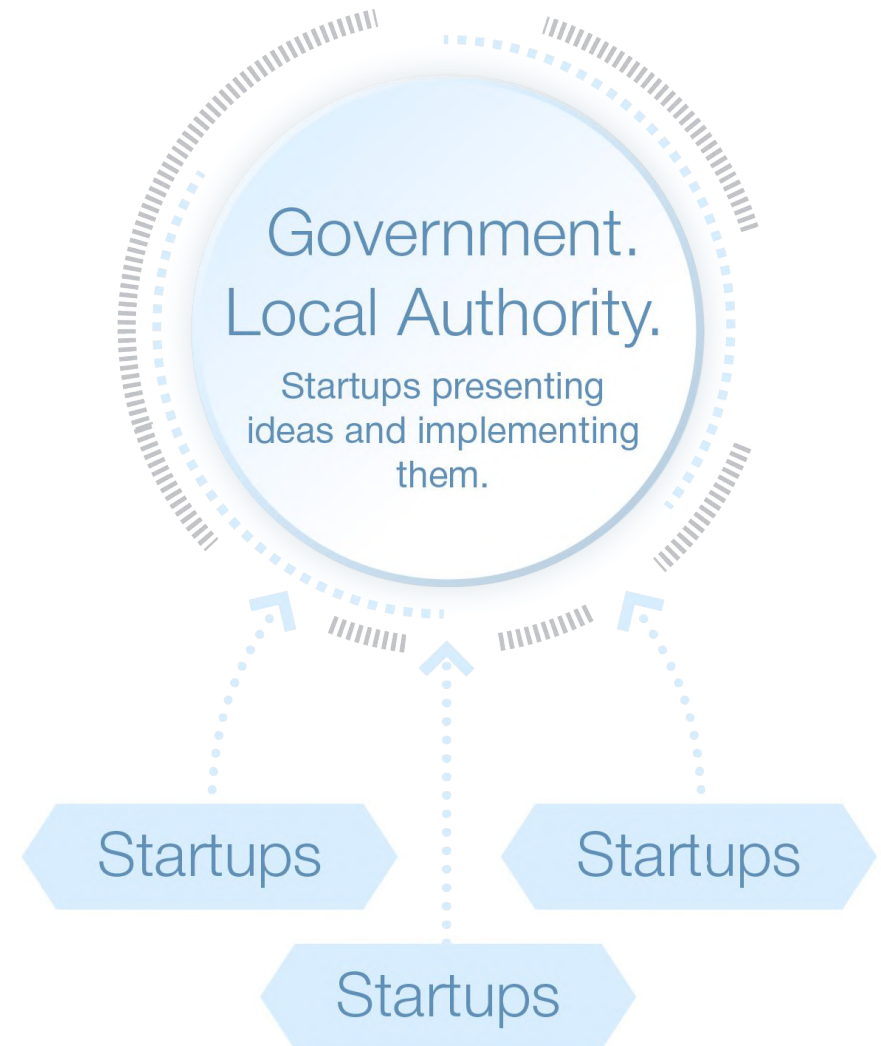 Government.
Local Authority.
Startups presenting
ideas and implementing
them.
Startups
Startups
Startups